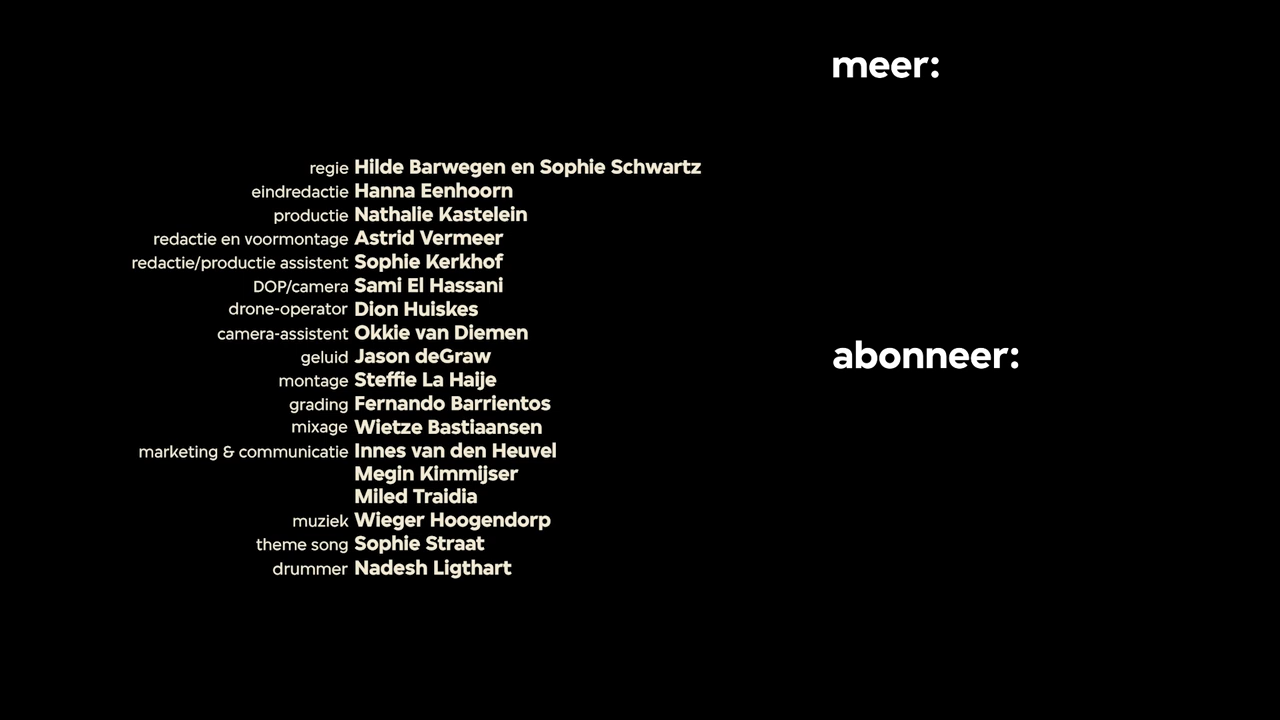 meer:
regie Hilde Barwegen en Sophie Schwartz
eindredactie Hanna Eenhoorn
productie Nathalie Kastelein
redactie en voormontage Astrid Vermeer
redactie/productie assistent Sophie Kerkhof
DOP/camera Sami El Hassani
drone-operator Dion Huiskes
camera-assistent Okkie van Diemen
geluid Jason deGraw
montage Steffie La Haije
grading Fernando Barrientos
mixage Wietze Bastiaansen
marketing & communicatie Innes van den Heuvel
Megin Kimmijser
Miled Traidia
muziek Wieger Hoogendorp
theme song Sophie Straat
drummer Nadesh Ligthart
abonneer: